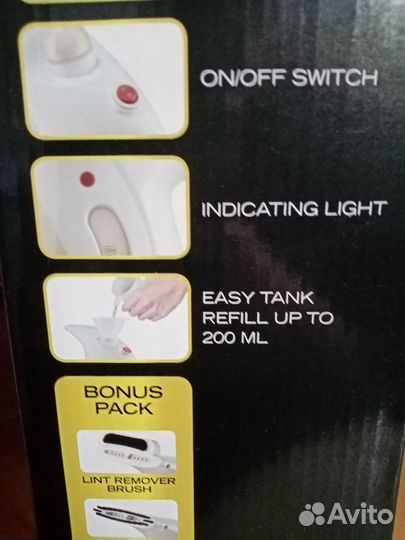 ON/OFF SWITCH
INDICATING LIGHT
EASY TANK
REFILL UP TO
200 ML
BONUS
PACK
LINT REMOVER
BRUSH
Avito